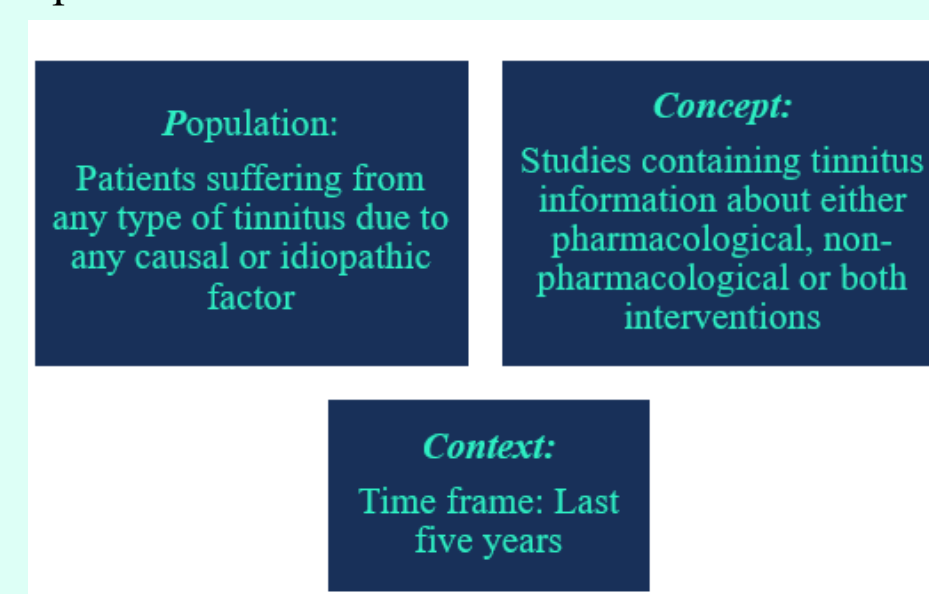 Population:
Patients suffering from
any type of tinnitus due to
any causal or idiopathic
factor
Concept:
Studies containing tinnitus
information about either
pharmacological, non-
pharmacological or both
interventions
Context:
Time frame: Last
five years